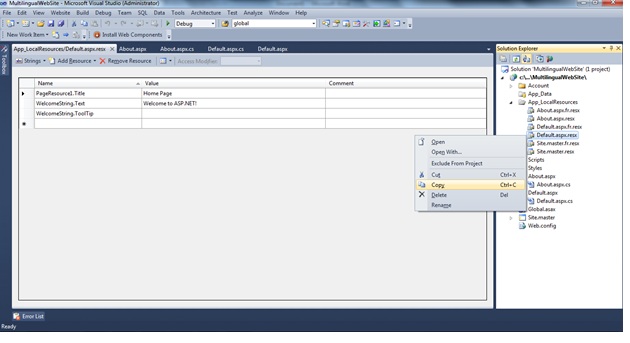 MultilingualWebSite - Microsoft Visual Studio (Administrator)
File Edit View Website Build Debug Team SQL Data Tools Architecture Test Analyze Window Help
Debug global
New Work Item Install Web Components
Toolbox
App_LocalResources/Default.aspx.resx About.aspx About.aspx.cs Default.aspx.cs Default.aspx
Strings Add Resource Remove Resource Access Modifier:
Name Value Comment
PageResource1.Title Home Page
WelcomeString.Text Welcome to ASP.NET!
WelcomeString.ToolTip
Open
Open With...
Exclude From Project
Cut Ctrl+X
Copy Ctrl+C
Delete Del
Rename
Solution Explorer
Solution 'MultilingualWebSite' (1 project)
c:\...\MultilingualWebSite\
Account
App_Data
App_LocalResources
About.aspx.fr.resx
About.aspx.resx
Default.aspx.fr.resx
Default.aspx.resx
Site.master.fr.resx
Site.master.resx
Scripts
Styles
About.aspx
About.aspx.cs
Default.aspx
Default.aspx.cs
Global.asax
Site.master
Web.config
Error List
Ready